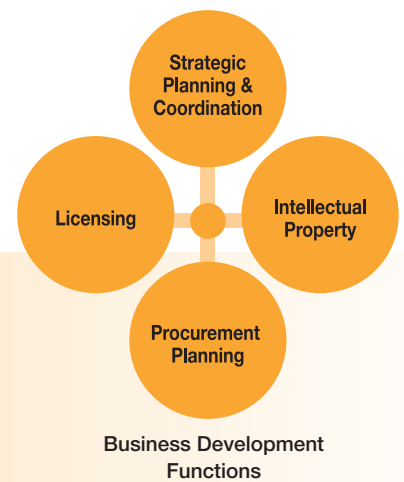 Strategic
Planning &
Coordination
Licensing
Intellectual
Property
Procurement
Planning
Business Development
Functions